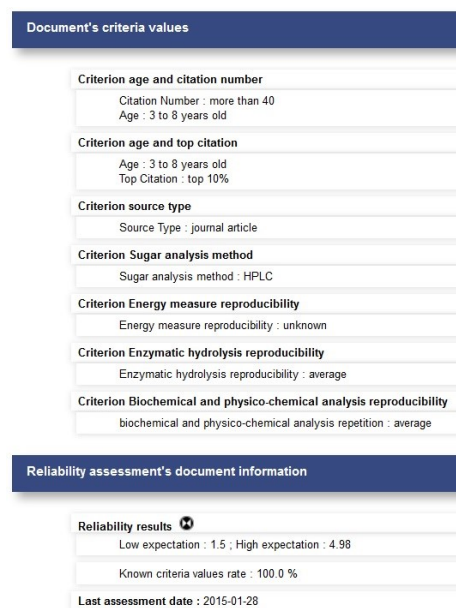 Document's criteria values
Criterion age and citation number
Citation Number : more than 40
Age : 3 to 8 years old
Criterion age and top citation
Age : 3 to 8 years old
Top Citation : top 10%
Criterion source type
Source Type : journal article
Criterion Sugar analysis method
Sugar analysis method : HPLC
Criterion Energy measure reproducibility
Energy measure reproducibility : unknown
Criterion Enzymatic hydrolysis reproducibility
Enzymatic hydrolysis reproducibility : average
Criterion Biochemical and physico-chemical analysis reproducibility
biochemical and physico-chemical analysis repetition : average
Reliability assessment's document information
Reliability results
Low expectation : 1.5 ; High expectation : 4.98
Known criteria values rate : 100.0 %
Last assessment date : 2015-01-28